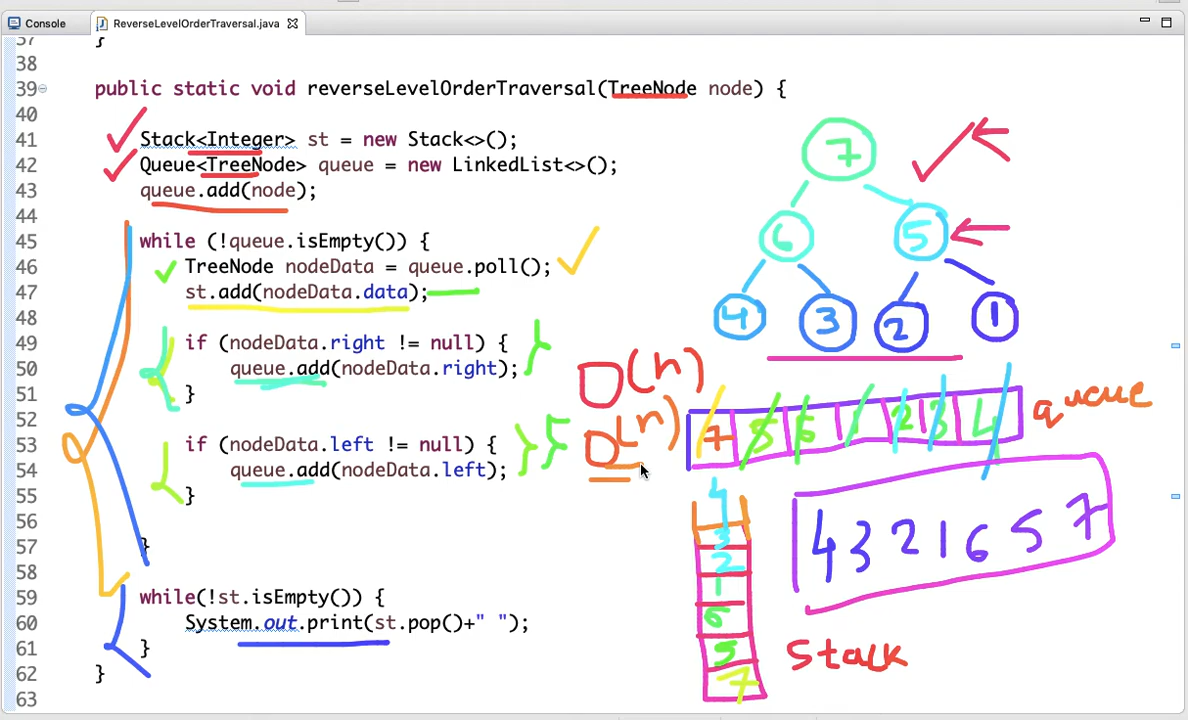 Console ReverseLevelOrderTraversal.java
37 }
38
39 public static void reverseLevelOrderTraversal(TreeNode node) {
40
41 Stack<Integer> st = new Stack<>();
42 Queue<TreeNode> queue = new LinkedList<>();
43 queue.add(node);
44
45 while (!queue.isEmpty()) {
46 TreeNode nodeData = queue.poll();
47 st.add(nodeData.data);
48
49 if (nodeData.right != null) {
50 queue.add(nodeData.right);
51 }
52
53 if (nodeData.left != null) {
54 queue.add(nodeData.left);
55 }
56
57 }
58
59 while(!st.isEmpty()) {
60 System.out.print(st.pop()+" ");
61 }
62 }
63
7
6 5
4 3 2 1
O(n)
O(n)
7 5 6 1 2 3 4 queue
4 3 2 1 6 5 7
4
3
2
1
6
5
7
Stack